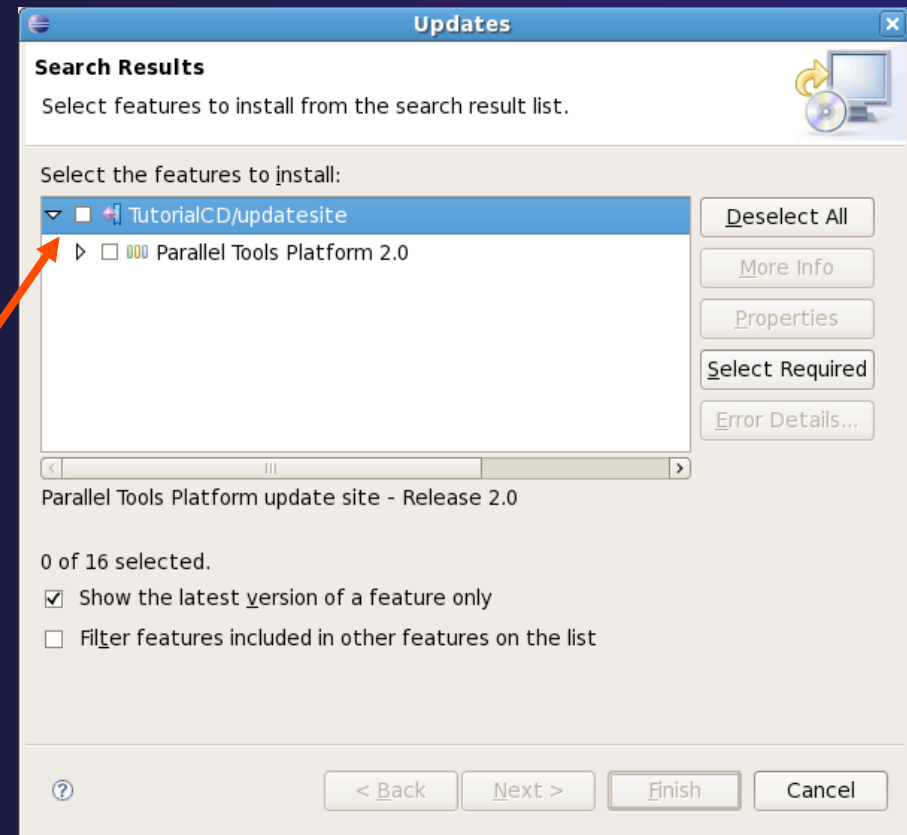 Updates
Search Results
Select features to install from the search result list.
Select the features to install:
TutorialCD/updatesite
Deselect All
Parallel Tools Platform 2.0
More Info
Properties
Select Required
Error Details...
Parallel Tools Platform update site - Release 2.0
0 of 16 selected.
Show the latest version of a feature only
Filter features included in other features on the list
< Back Next > Finish Cancel